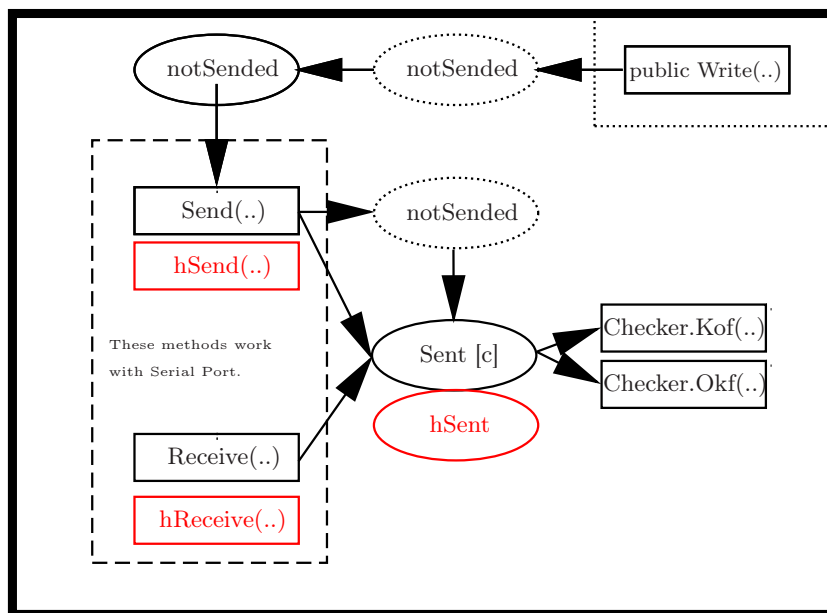 notSended
notSended
public Write(..)
Send(..)
notSended
hSend(..)
These methods work
with Serial Port.
Sent [c]
Checker.Kof(..)
Checker.Okf(..)
hSent
Receive(..)
hReceive(..)